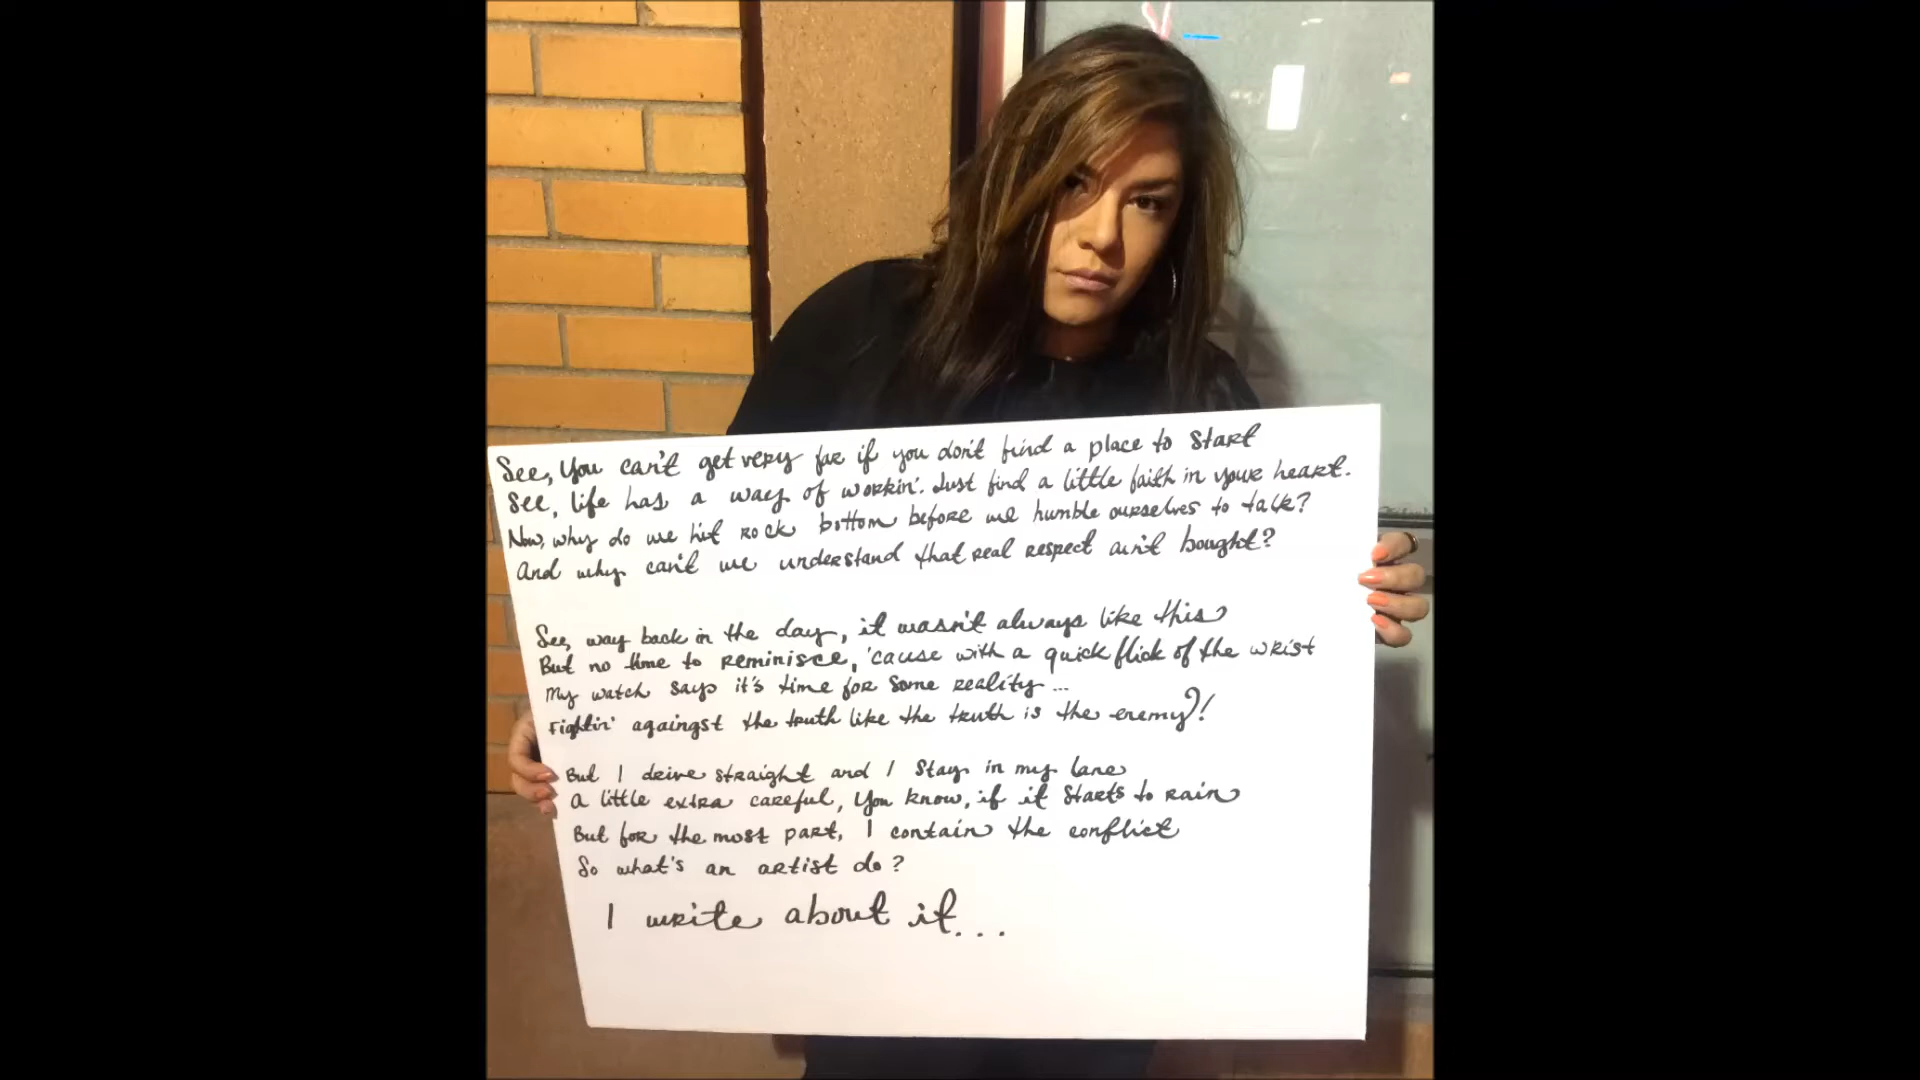 See, You can't get very far if you don't find a place to start
See, life has a way of workin'. Just find a little faith in your heart.
Now, why do we hit rock bottom before we humble ourselves to talk?
And why can't we understand that real respect ain't bought?
See, way back in the day, it wasn't always like this
But no time to reminisce, 'cause with a quick flick of the wrist
My watch says it's time for some reality...
Fightin' againgst the truth like the truth is the enemy?!
But I drive straight and I stay in my lane
A little extra careful, you know, if it starts to rain
But for the most part, I contain the conflict
So what's an artist do?
I write about it...